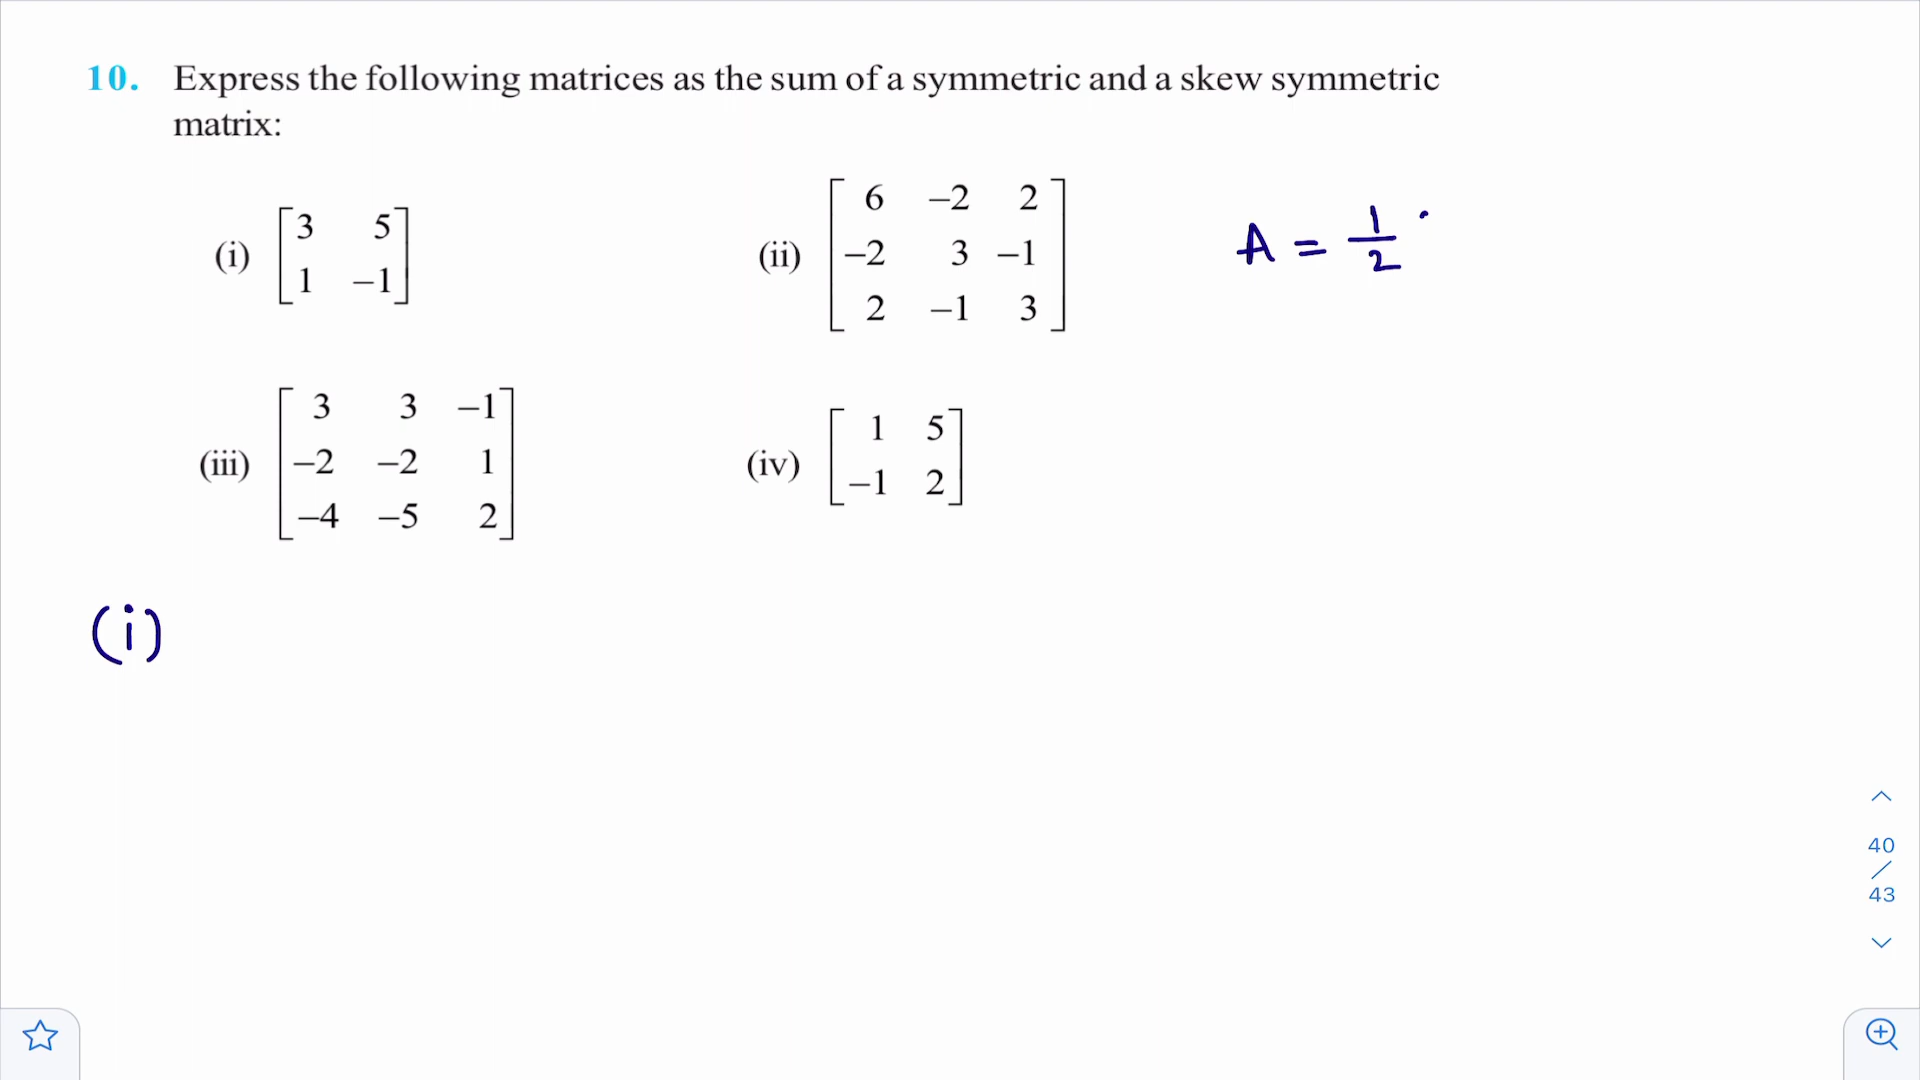 10. Express the following matrices as the sum of a symmetric and a skew symmetric
matrix:
(i) [3 5
1 −1]
(ii) [6 −2 2
−2 3 −1
2 −1 3]
A = 1/2
(iii) [3 3 −1
−2 −2 1
−4 −5 2]
(iv) [1 5
−1 2]
(i)
40
/
43